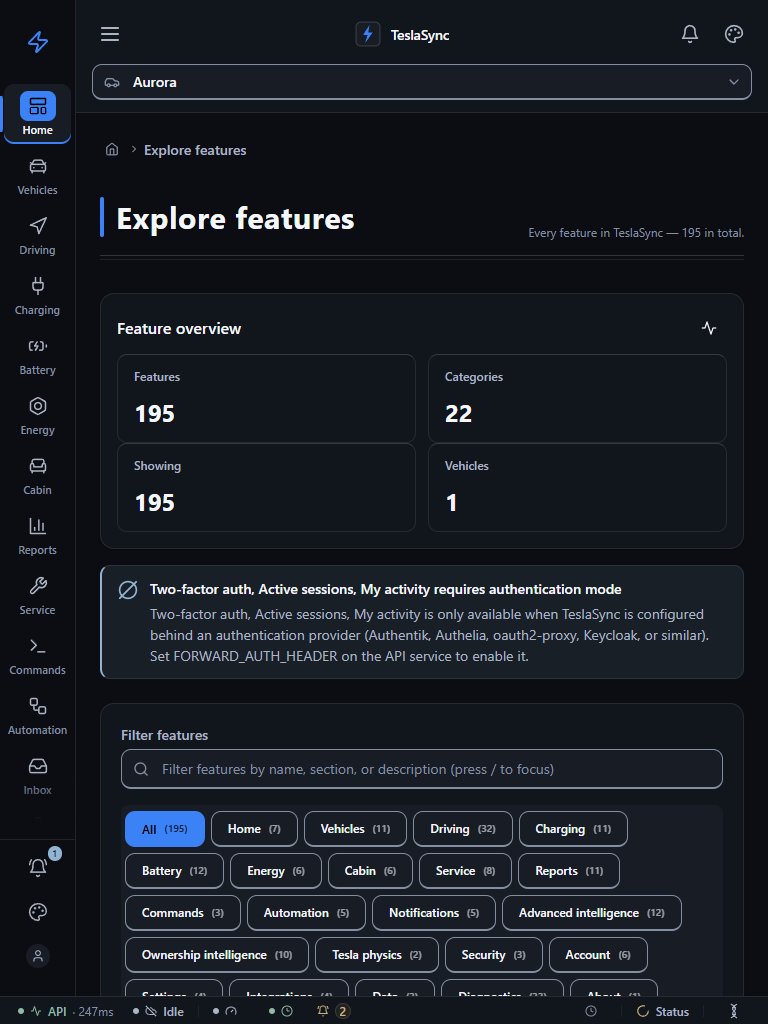 TeslaSync
Aurora
Home
Vehicles
Driving
Charging
Battery
Energy
Cabin
Reports
Service
Commands
Automation
Inbox
1
Explore features
Explore features
Every feature in TeslaSync — 195 in total.
Feature overview
Features
195
Categories
22
Showing
195
Vehicles
1
Two-factor auth, Active sessions, My activity requires authentication mode
Two-factor auth, Active sessions, My activity is only available when TeslaSync is configured
behind an authentication provider (Authentik, Authelia, oauth2-proxy, Keycloak, or similar).
Set FORWARD_AUTH_HEADER on the API service to enable it.
Filter features
Filter features by name, section, or description (press / to focus)
All (195) Home (7) Vehicles (11) Driving (32) Charging (11)
Battery (12) Energy (6) Cabin (6) Service (8) Reports (11)
Commands (3) Automation (5) Notifications (5) Advanced intelligence (12)
Ownership intelligence (10) Tesla physics (2) Security (3) Account (6)
Settings Integrations Data Diagnostics About
API · 247ms Idle 2 Status